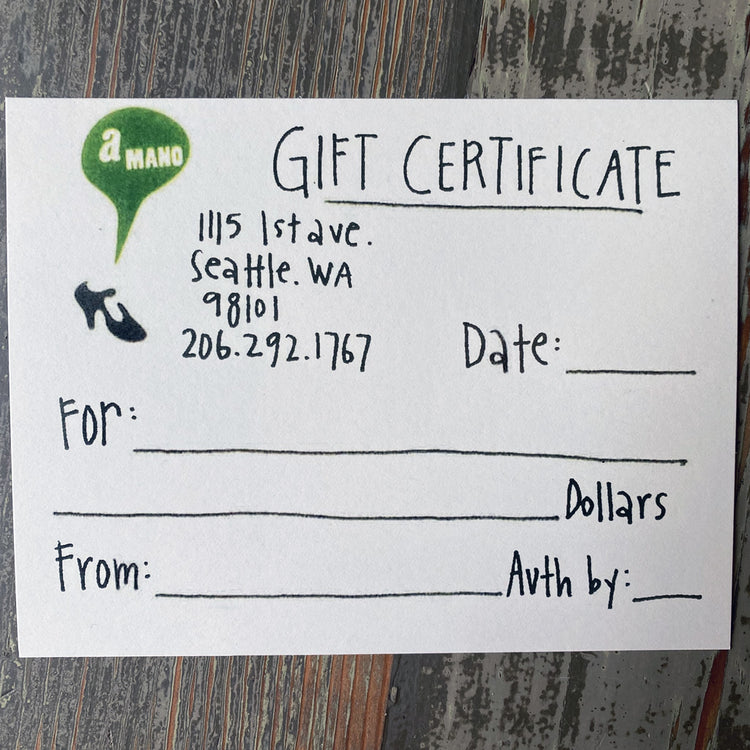 a MANO
GIFT CERTIFICATE
1115 1st ave.
Seattle. WA
98101
206.292.1767
Date:
For:
Dollars
From:
Auth by: